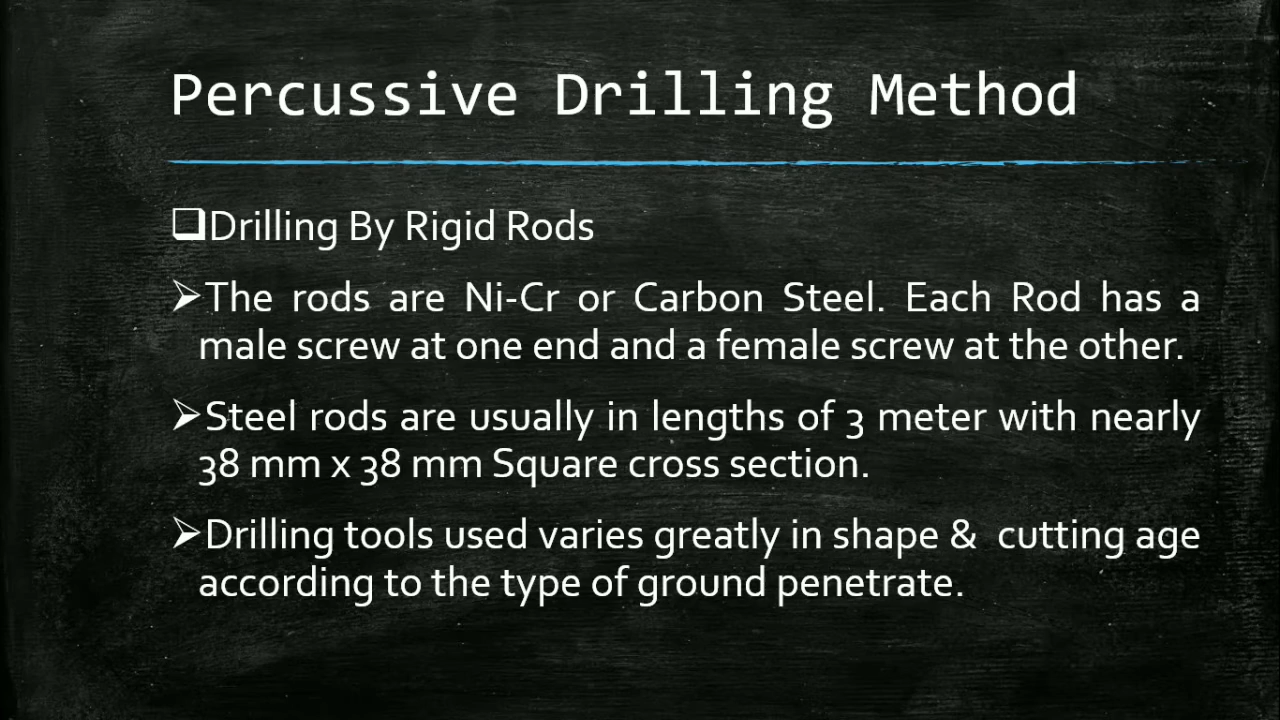 Percussive Drilling Method
❑Drilling By Rigid Rods
➢The rods are Ni-Cr or Carbon Steel. Each Rod has a
male screw at one end and a female screw at the other.
➢Steel rods are usually in lengths of 3 meter with nearly
38 mm x 38 mm Square cross section.
➢Drilling tools used varies greatly in shape & cutting age
according to the type of ground penetrate.